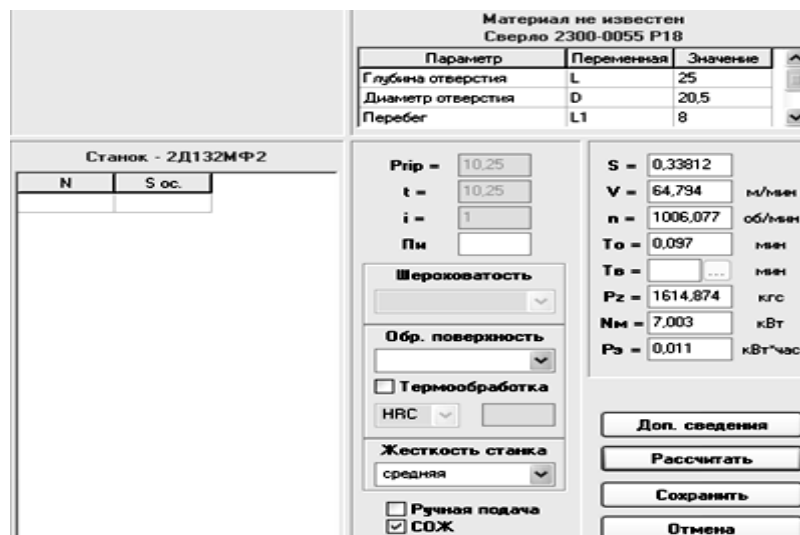 Материал не известен
Сверло 2300-0055 Р18
Параметр Переменная Значение
Глубина отверстия L 25
Диаметр отверстия D 20,5
Перебег L1 8
Станок - 2Д132МФ2
N S ос.
Prip = 10,25
t = 10,25
i = 1
Пи
Шероховатость
Обр. поверхность
Термообработка
HRC
Жесткость станка
средняя
Ручная подача
СОЖ
S = 0,33812
V = 64,794 м/мин
n = 1006,077 об/мин
To = 0,097 мин
Тв = ... мин
Pz = 1614,874 кгс
Nм = 7,003 кВт
Рэ = 0,011 кВт*час
Доп. сведения
Рассчитать
Сохранить
Отмена